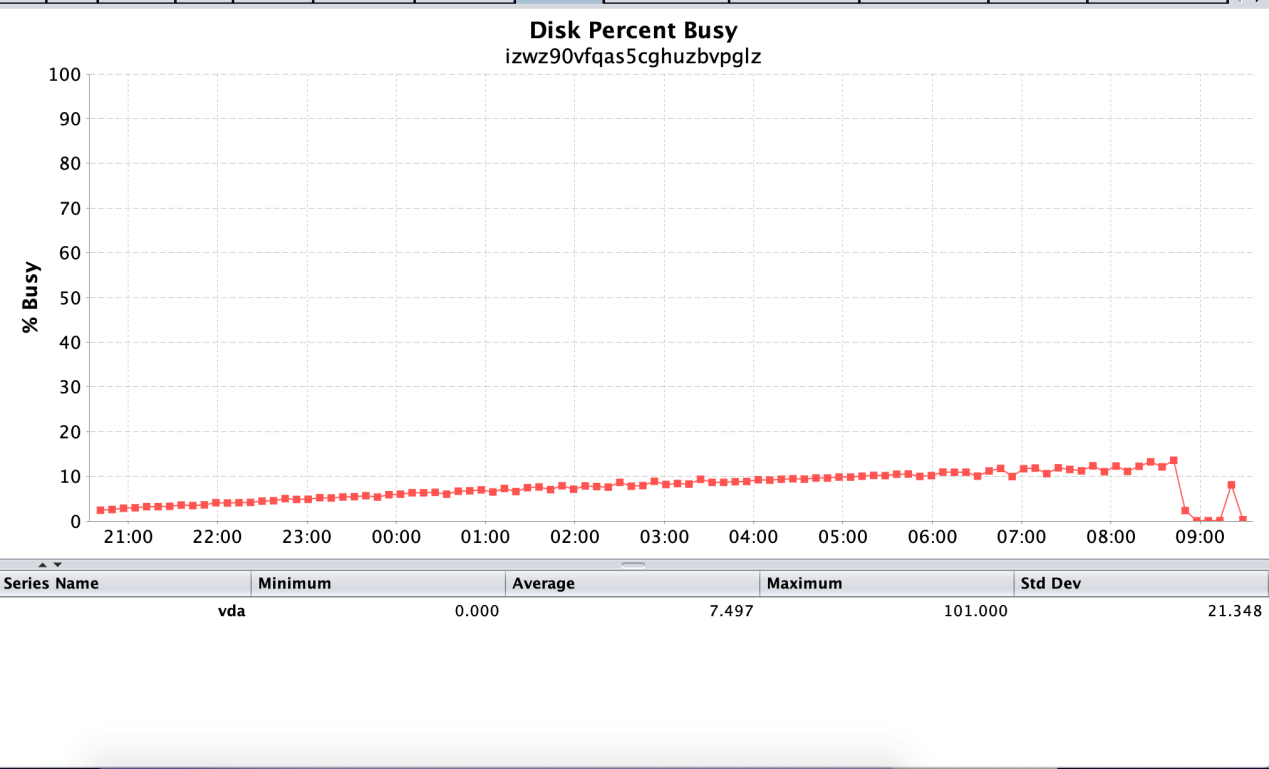 Disk Percent Busy
izwz90vfqas5cghuzbvpglz
100
90
80
70
60
50
40
30
20
10
0
% Busy
21:00 22:00 23:00 00:00 01:00 02:00 03:00 04:00 05:00 06:00 07:00 08:00 09:00
Series Name Minimum Average Maximum Std Dev
vda 0.000 7.497 101.000 21.348